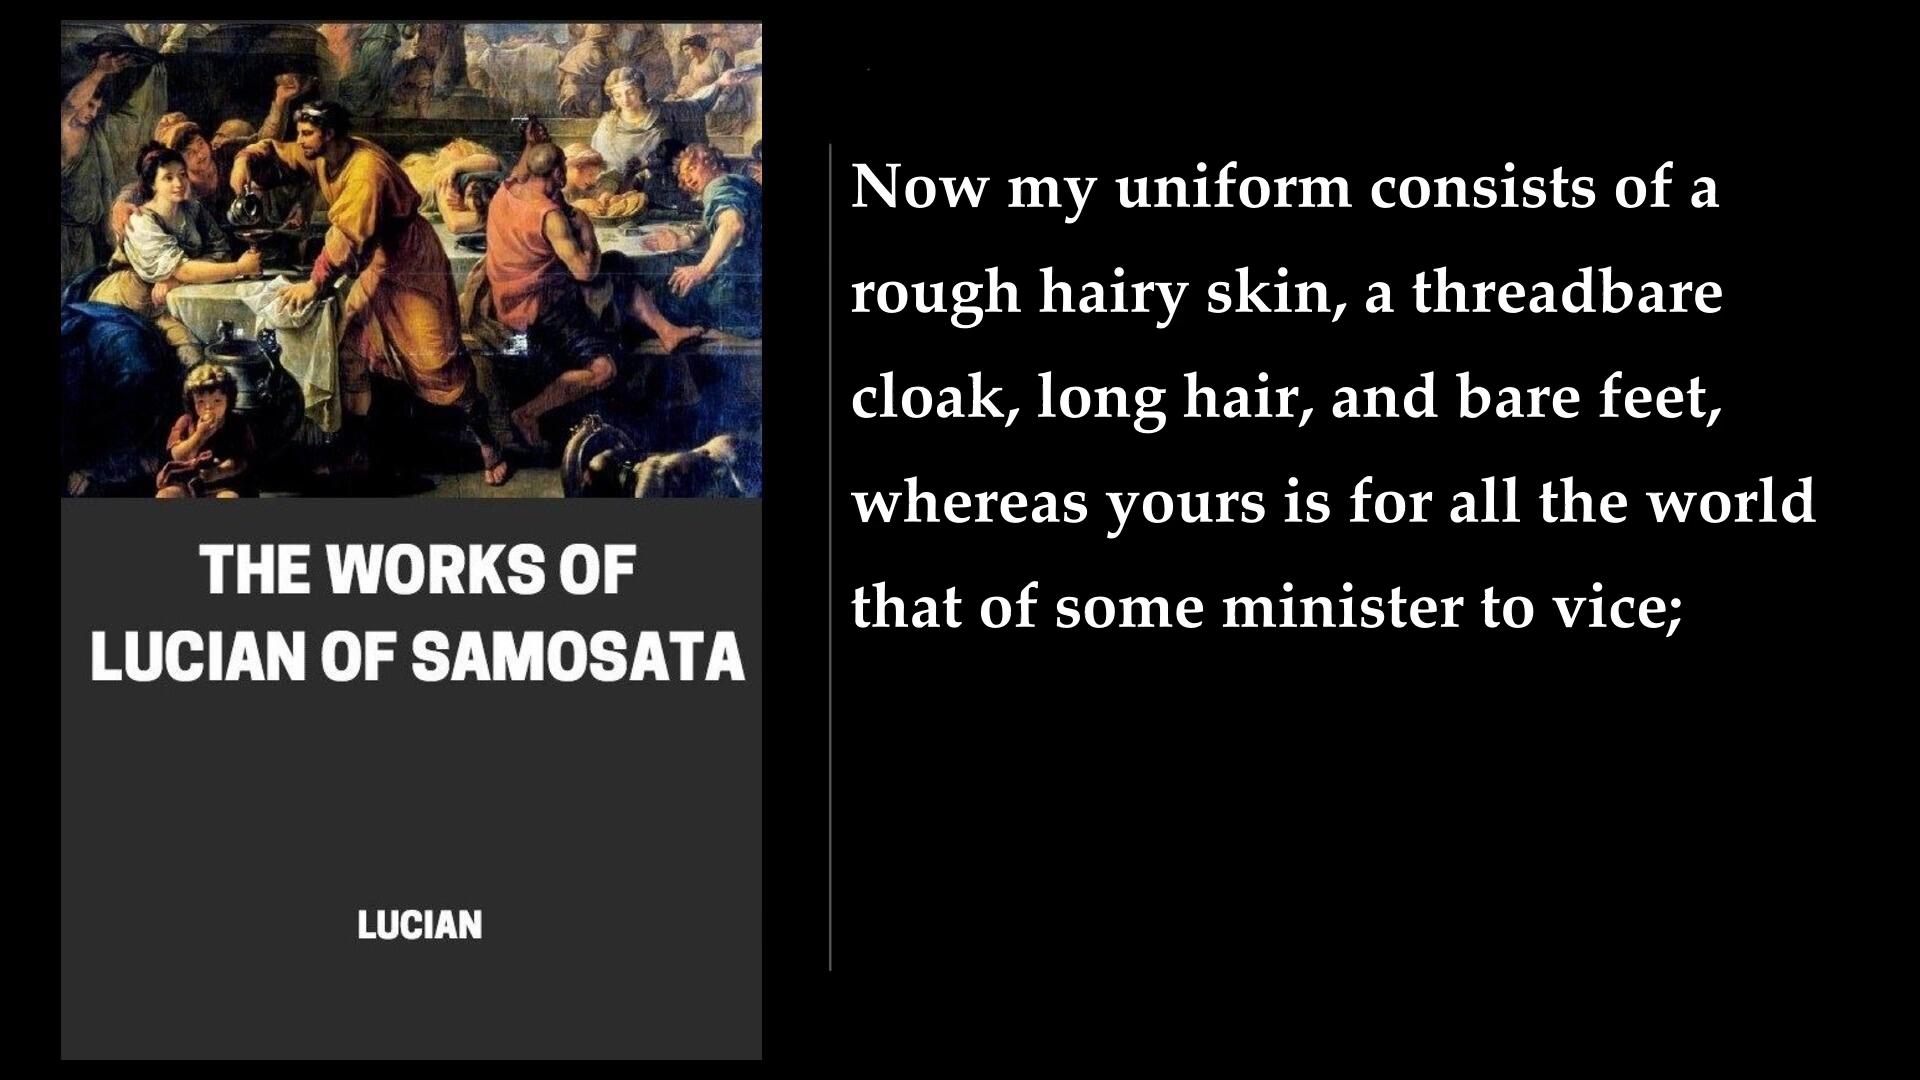 THE WORKS OF
LUCIAN OF SAMOSATA
LUCIAN
Now my uniform consists of a
rough hairy skin, a threadbare
cloak, long hair, and bare feet,
whereas yours is for all the world
that of some minister to vice;